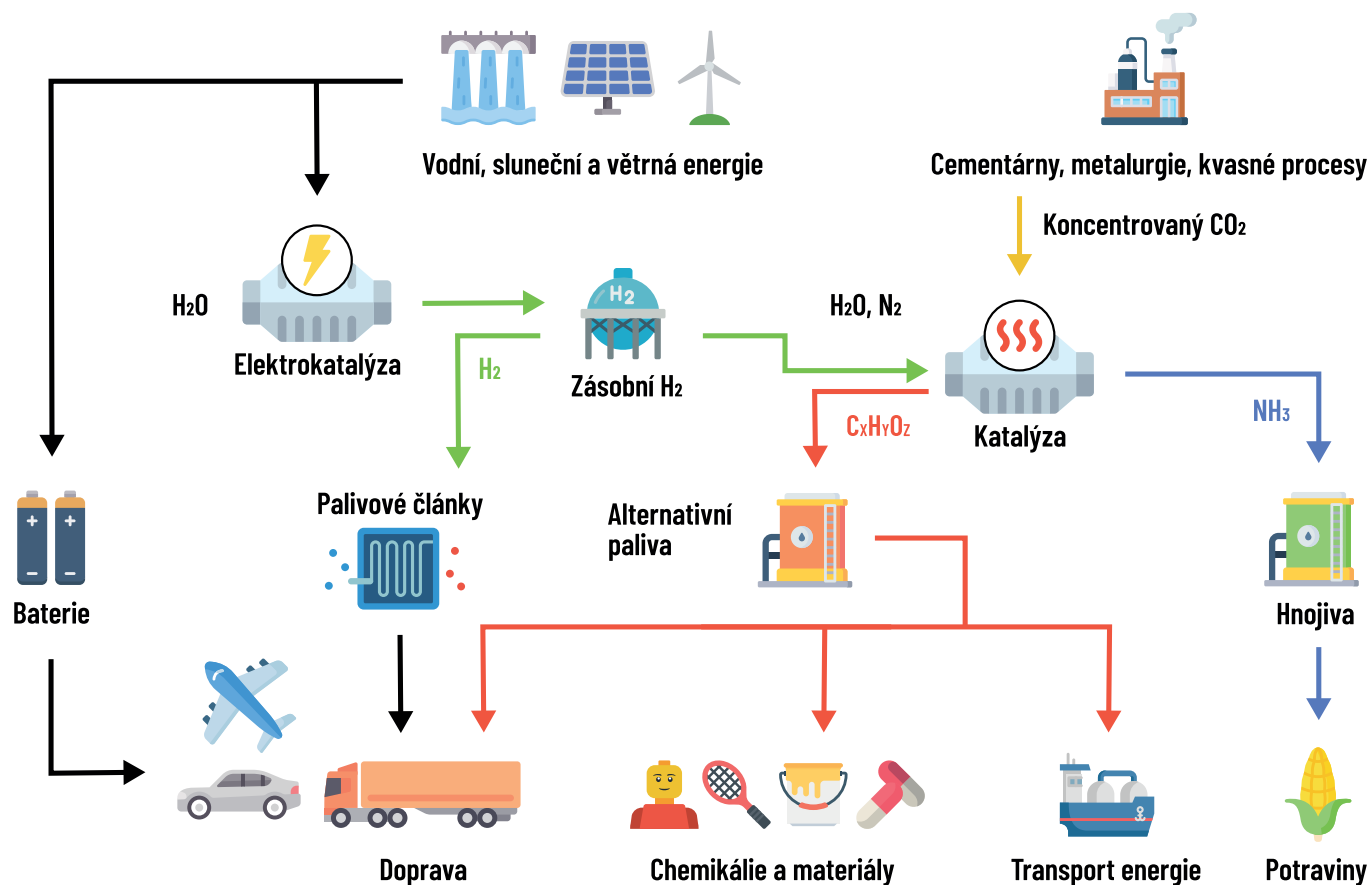 Vodní, sluneční a větrná energie
Cementárny, metalurgie, kvasné procesy
Koncentrovaný CO₂
H₂O
Elektrokatalýza
H₂
Zásobní H₂
H₂
H₂O, N₂
Katalýza
CₓHᵧO_Z
NH₃
Palivové články
Alternativní
paliva
Baterie
Hnojiva
Doprava
Chemikálie a materiály
Transport energie
Potraviny